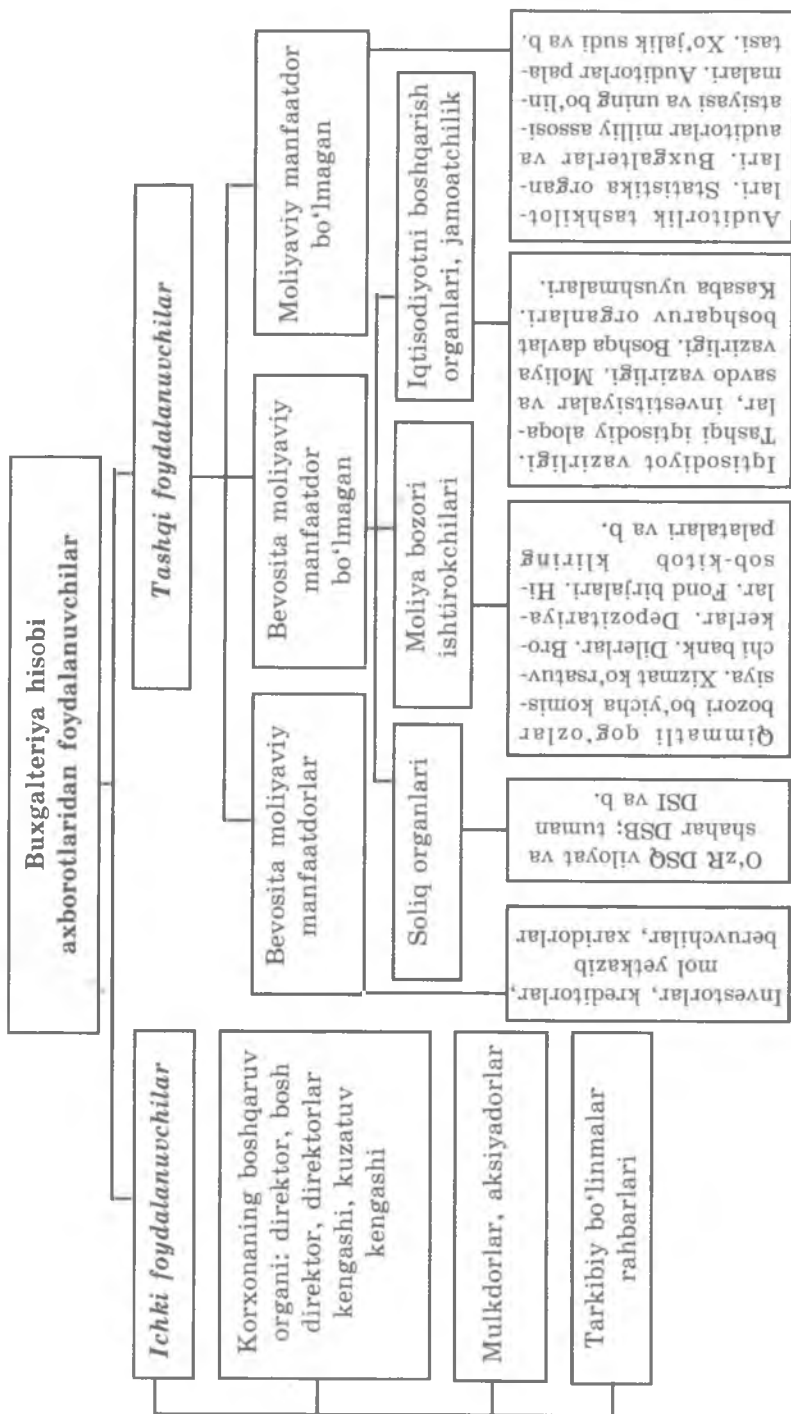 Buxgalteriya hisobi
axborotlaridan foydalanuvchilar
Ichki foydalanuvchilar
Tashqi foydalanuvchilar
Korxonaning boshqaruv
organi: direktor, bosh
direktor, direktorlar
kengashi, kuzatuv
kengashi
Mulkdorlar, aksiyadorlar
Tarkibiy bo‘linmalar
rahbarlari
Bevosita moliyaviy
manfaatdorlar
Bevosita moliyaviy
manfaatdor
bo‘lmagan
Moliyaviy manfaatdor
bo‘lmagan
Soliq organlari
Moliya bozori
ishtirokchilari
Iqtisodiyotni boshqarish
organlari, jamoatchilik
Investorlar, kreditorlar,
mol yetkazib
beruvchilar, xaridorlar
O‘zR DSQ viloyat va
shahar DSB; tuman
DSI va b.
Qimmatli qog‘ozlar
bozori bo‘yicha komis-
siya. Xizmat ko‘rsatuv-
chi bank. Dilerlar. Bro-
kerlar. Depozitariya-
lar. Fond birjalari. Hi-
sob-kitob kliring
palatalari va b.
Iqtisodiyot vazirligi.
Tashqi iqtisodiy aloqa-
lar, investitsiyalar va
savdo vazirligi. Moliya
vazirligi. Boshqa davlat
boshqaruv organlari.
Kasaba uyushmalari.
Auditorlik tashkilot-
lari. Statistika organ-
lari. Buxgalterlar va
auditorlar milliy assosi-
atsiyasi va uning bo‘lin-
malari. Auditorlar pala-
tasi. Xo‘jalik sudi va b.